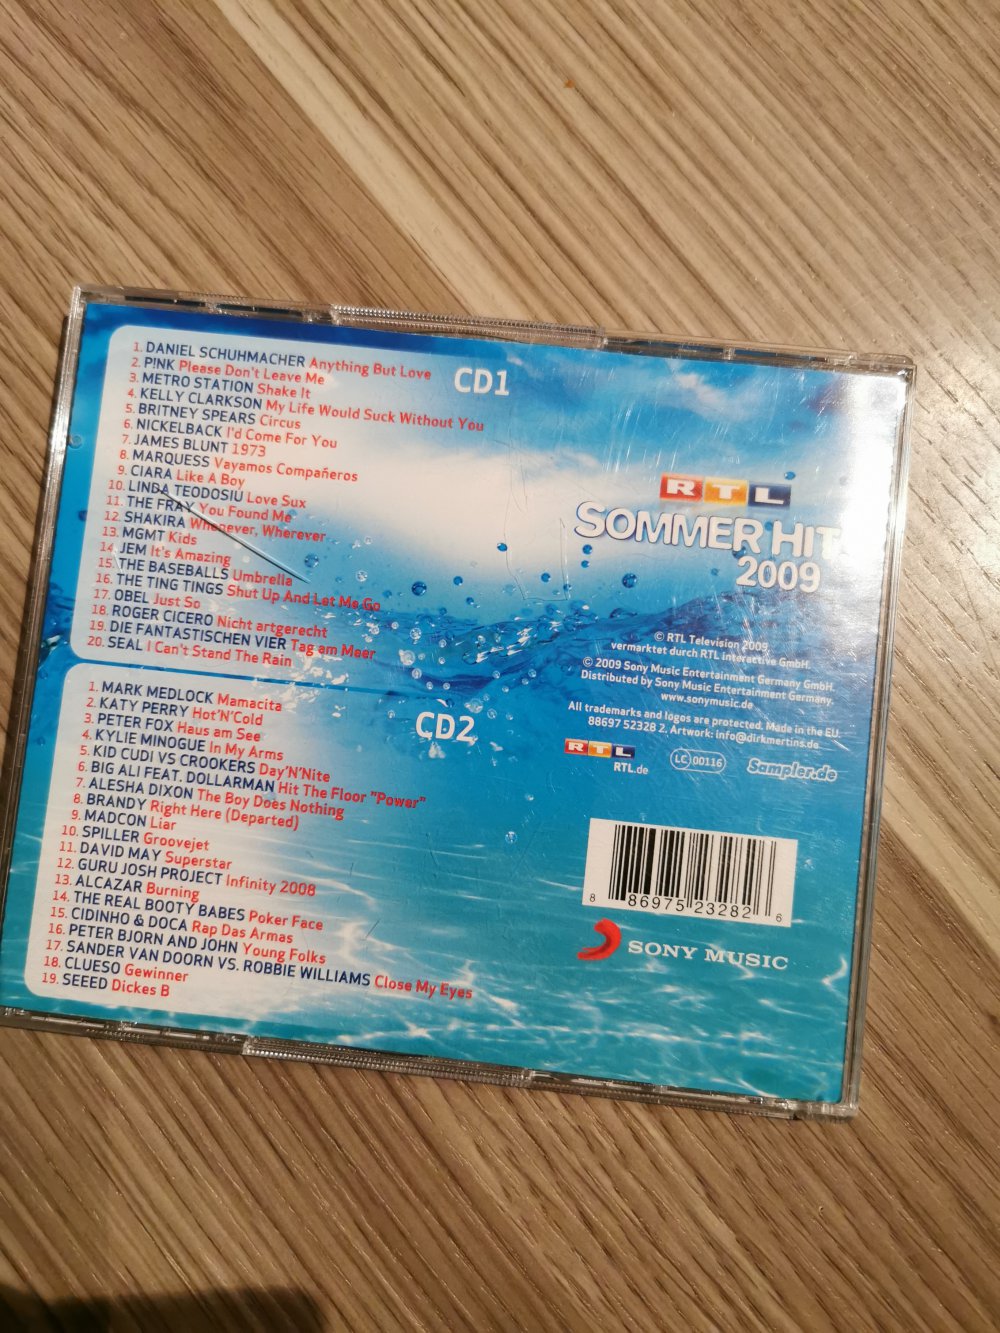 1. DANIEL SCHUHMACHER Anything But Love
2. P!NK Please Don't Leave Me
3. METRO STATION Shake It
4. KELLY CLARKSON My Life Would Suck Without You
5. BRITNEY SPEARS Circus
6. NICKELBACK I'd Come For You
7. JAMES BLUNT 1973
8. MARQUESS Vayamos Compañeros
9. CIARA Like A Boy
10. LINDA TEODOSIU Love Sux
11. THE FRAY You Found Me
12. SHAKIRA Whenever, Wherever
13. MGMT Kids
14. JEM It's Amazing
15. THE BASEBALLS Umbrella
16. THE TING TINGS Shut Up And Let Me Go
17. OBEL Just So
18. ROGER CICERO Nicht artgerecht
19. DIE FANTASTISCHEN VIER Tag am Meer
20. SEAL I Can't Stand The Rain
CD1
1. MARK MEDLOCK Mamacita
2. KATY PERRY Hot'N'Cold
3. PETER FOX Haus am See
4. KYLIE MINOGUE In My Arms
5. KID CUDI VS CROOKERS Day'N'Nite
6. BIG ALI FEAT. DOLLARMAN Hit The Floor "Power"
7. ALESHA DIXON The Boy Does Nothing
8. BRANDY Right Here (Departed)
9. MADCON Liar
10. SPILLER Groovejet
11. DAVID MAY Superstar
12. GURU JOSH PROJECT Infinity 2008
13. ALCAZAR Burning
14. THE REAL BOOTY BABES Poker Face
15. CIDINHO & DOCA Rap Das Armas
16. PETER BJORN AND JOHN Young Folks
17. SANDER VAN DOORN VS. ROBBIE WILLIAMS Close My Eyes
18. CLUESO Gewinner
19. SEEED Dickes B
CD2
RTL
SOMMER HIT
2009
© RTL Television 2009,
vermarktet durch RTL interactive GmbH.
℗ © 2009 Sony Music Entertainment Germany GmbH.
Distributed by Sony Music Entertainment Germany.
www.sonymusic.de
All trademarks and logos are protected. Made in the EU.
88697 52328 2. Artwork: info@dirkmertins.de
RTL
RTL.de
LC 00116
Sampler.de
8 86975 23282 6
SONY MUSIC